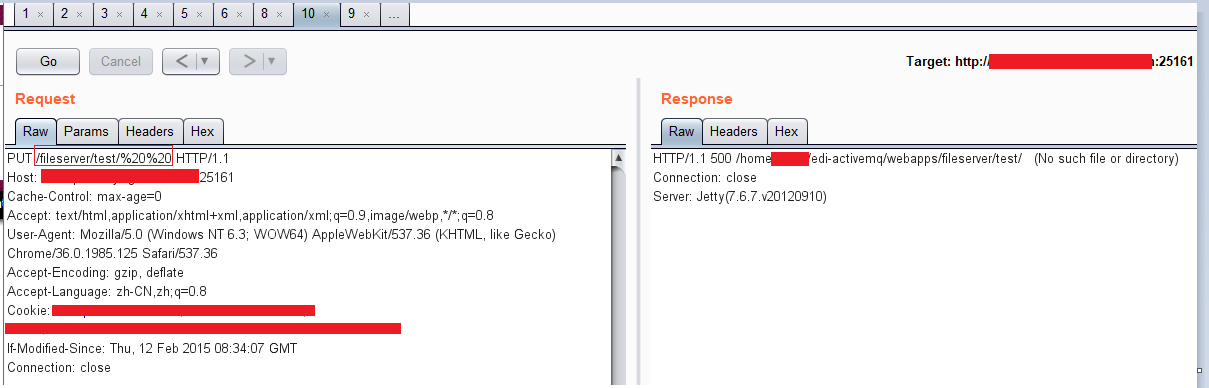 1 × 2 × 3 × 4 × 5 × 6 × 8 × 10 × 9 × ...
Go Cancel < ▼ > ▼ Target: http:// :25161
Request
Raw Params Headers Hex
PUT /fileserver/test/%20%20 HTTP/1.1
Host: 25161
Cache-Control: max-age=0
Accept: text/html,application/xhtml+xml,application/xml;q=0.9,image/webp,*/*;q=0.8
User-Agent: Mozilla/5.0 (Windows NT 6.3; WOW64) AppleWebKit/537.36 (KHTML, like Gecko)
Chrome/36.0.1985.125 Safari/537.36
Accept-Encoding: gzip, deflate
Accept-Language: zh-CN,zh;q=0.8
Cookie:
If-Modified-Since: Thu, 12 Feb 2015 08:34:07 GMT
Connection: close
Response
Raw Headers Hex
HTTP/1.1 500 /home /edi-activemq/webapps/fileserver/test/ (No such file or directory)
Connection: close
Server: Jetty(7.6.7.v20120910)